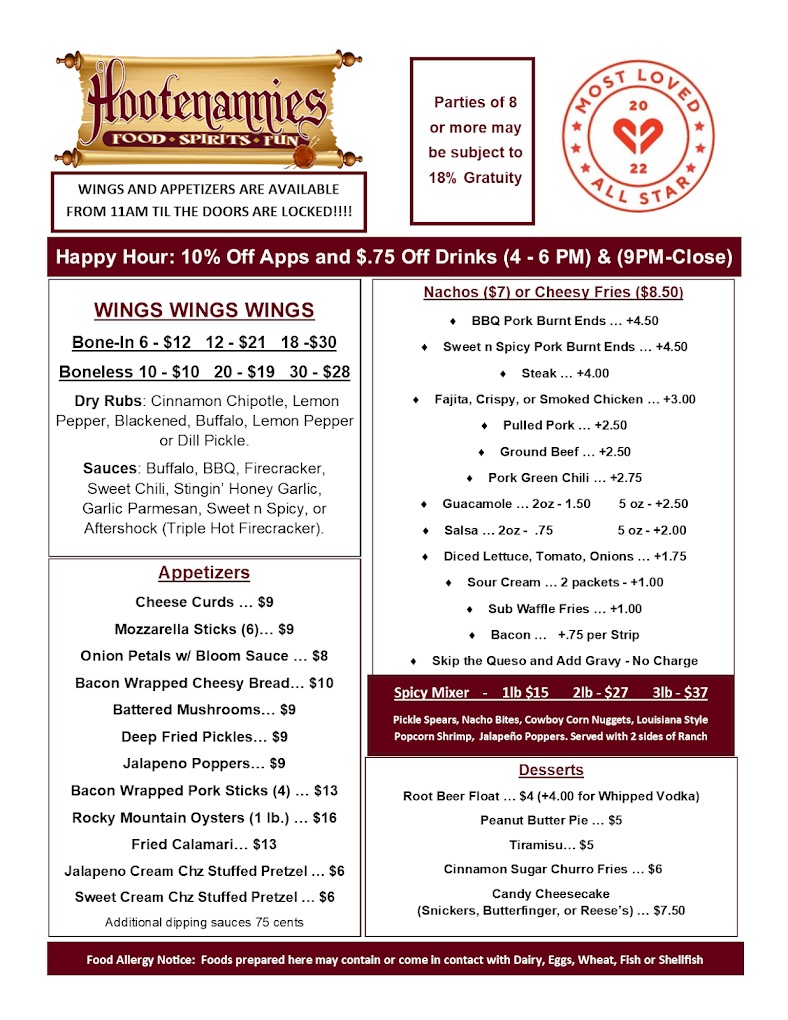 Hootenannies
FOOD • SPIRITS • FUN
WINGS AND APPETIZERS ARE AVAILABLE
FROM 11AM TIL THE DOORS ARE LOCKED!!!!
Parties of 8
or more may
be subject to
18% Gratuity
MOST LOVED
20
22
ALL STAR
Happy Hour: 10% Off Apps and $.75 Off Drinks (4 - 6 PM) & (9PM-Close)
WINGS WINGS WINGS
Bone-In 6 - $12 12 - $21 18 -$30
Boneless 10 - $10 20 - $19 30 - $28
Dry Rubs: Cinnamon Chipotle, Lemon
Pepper, Blackened, Buffalo, Lemon Pepper
or Dill Pickle.
Sauces: Buffalo, BBQ, Firecracker,
Sweet Chili, Stingin' Honey Garlic,
Garlic Parmesan, Sweet n Spicy, or
Aftershock (Triple Hot Firecracker).
Appetizers
Cheese Curds … $9
Mozzarella Sticks (6)… $9
Onion Petals w/ Bloom Sauce … $8
Bacon Wrapped Cheesy Bread… $10
Battered Mushrooms… $9
Deep Fried Pickles… $9
Jalapeno Poppers… $9
Bacon Wrapped Pork Sticks (4) … $13
Rocky Mountain Oysters (1 lb.) … $16
Fried Calamari… $13
Jalapeno Cream Chz Stuffed Pretzel … $6
Sweet Cream Chz Stuffed Pretzel … $6
Additional dipping sauces 75 cents
Nachos ($7) or Cheesy Fries ($8.50)
♦ BBQ Pork Burnt Ends … +4.50
♦ Sweet n Spicy Pork Burnt Ends … +4.50
♦ Steak … +4.00
♦ Fajita, Crispy, or Smoked Chicken … +3.00
♦ Pulled Pork … +2.50
♦ Ground Beef … +2.50
♦ Pork Green Chili … +2.75
♦ Guacamole … 2oz - 1.50 5 oz - +2.50
♦ Salsa … 2oz - .75 5 oz - +2.00
♦ Diced Lettuce, Tomato, Onions … +1.75
♦ Sour Cream … 2 packets - +1.00
♦ Sub Waffle Fries … +1.00
♦ Bacon … +.75 per Strip
♦ Skip the Queso and Add Gravy - No Charge
Spicy Mixer - 1lb $15 2lb - $27 3lb - $37
Pickle Spears, Nacho Bites, Cowboy Corn Nuggets, Louisiana Style
Popcorn Shrimp, Jalapeño Poppers. Served with 2 sides of Ranch
Desserts
Root Beer Float … $4 (+4.00 for Whipped Vodka)
Peanut Butter Pie … $5
Tiramisu… $5
Cinnamon Sugar Churro Fries … $6
Candy Cheesecake
(Snickers, Butterfinger, or Reese's) … $7.50
Food Allergy Notice: Foods prepared here may contain or come in contact with Dairy, Eggs, Wheat, Fish or Shellfish